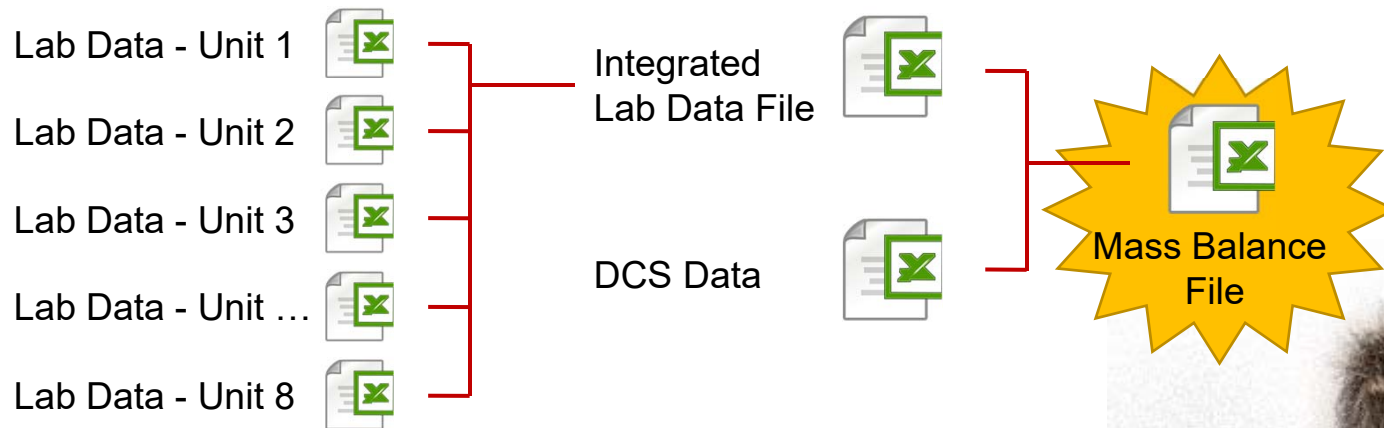 Lab Data - Unit 1
Lab Data - Unit 2
Lab Data - Unit 3
Lab Data - Unit …
Lab Data - Unit 8
Integrated
Lab Data File
DCS Data
Mass Balance
File